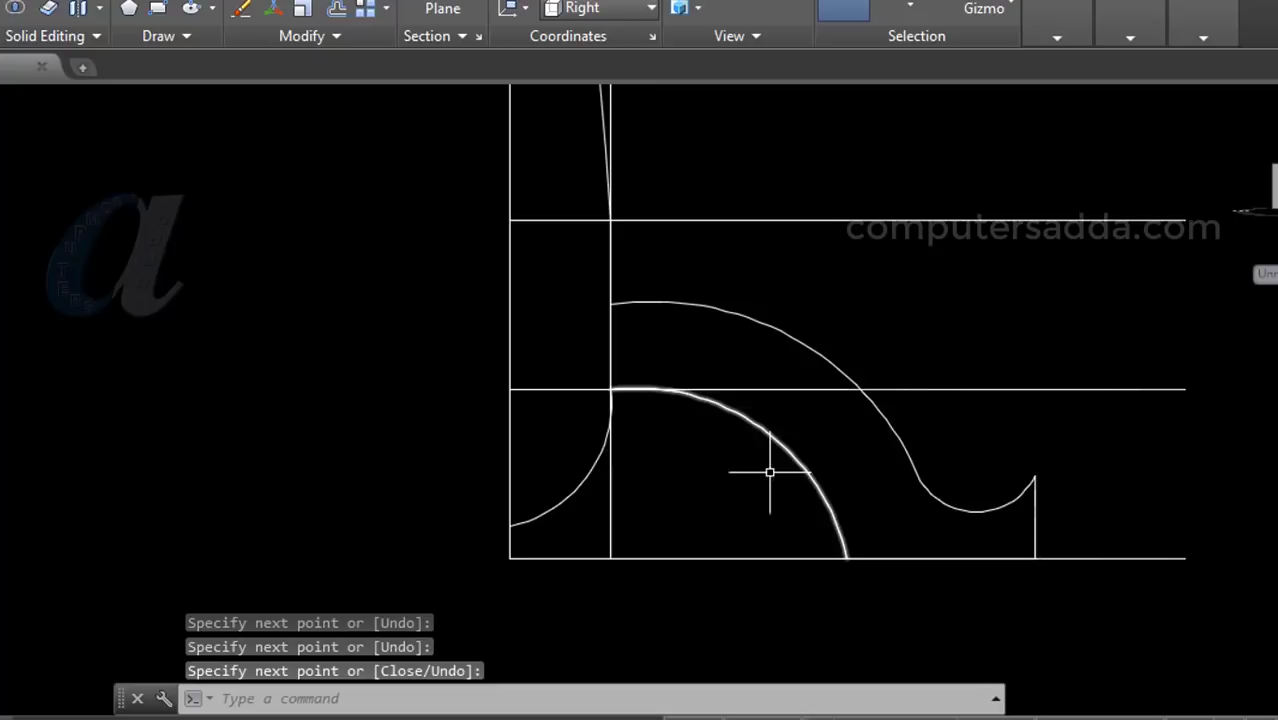 Plane
Right
Gizmo
Solid Editing
Draw
Modify
Section
Coordinates
View
Selection
computersadda.com
Specify next point or [Undo]:
Specify next point or [Undo]:
Specify next point or [Close/Undo]:
Type a command